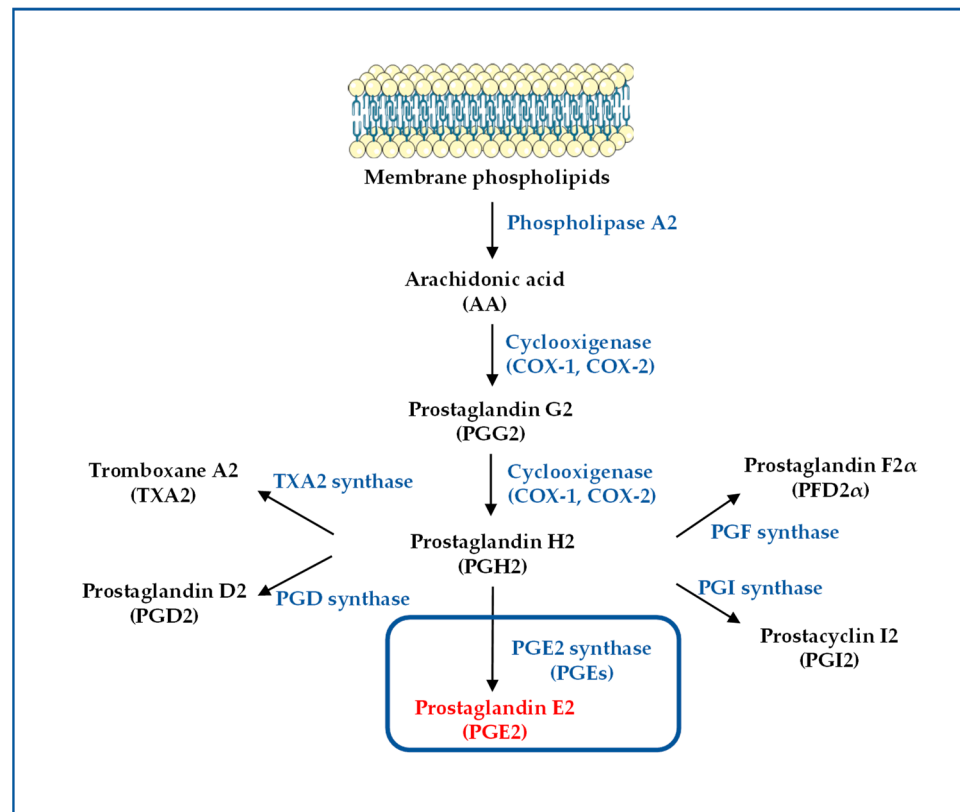 Membrane phospholipids
Phospholipase A2
Arachidonic acid
(AA)
Cyclooxigenase
(COX-1, COX-2)
Prostaglandin G2
(PGG2)
Cyclooxigenase
(COX-1, COX-2)
Tromboxane A2
(TXA2)
TXA2 synthase
Prostaglandin F2α
(PFD2α)
PGF synthase
Prostaglandin H2
(PGH2)
Prostaglandin D2
(PGD2)
PGD synthase
PGI synthase
Prostacyclin I2
(PGI2)
PGE2 synthase
(PGEs)
Prostaglandin E2
(PGE2)